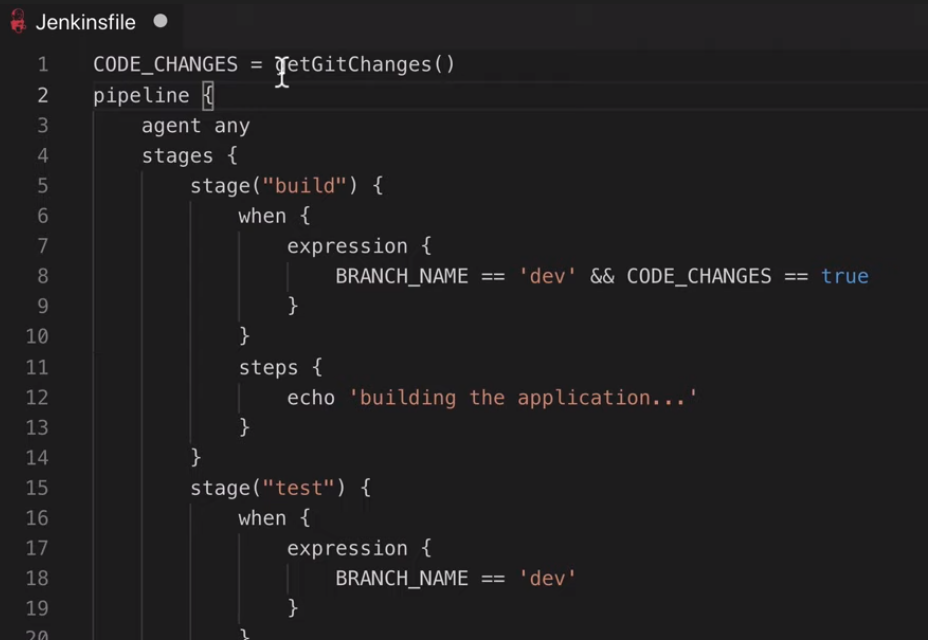 Jenkinsfile
1 CODE_CHANGES = getGitChanges()
2 pipeline {
3 agent any
4 stages {
5 stage("build") {
6 when {
7 expression {
8 BRANCH_NAME == 'dev' && CODE_CHANGES == true
9 }
10 }
11 steps {
12 echo 'building the application...'
13 }
14 }
15 stage("test") {
16 when {
17 expression {
18 BRANCH_NAME == 'dev'
19 }
20 }